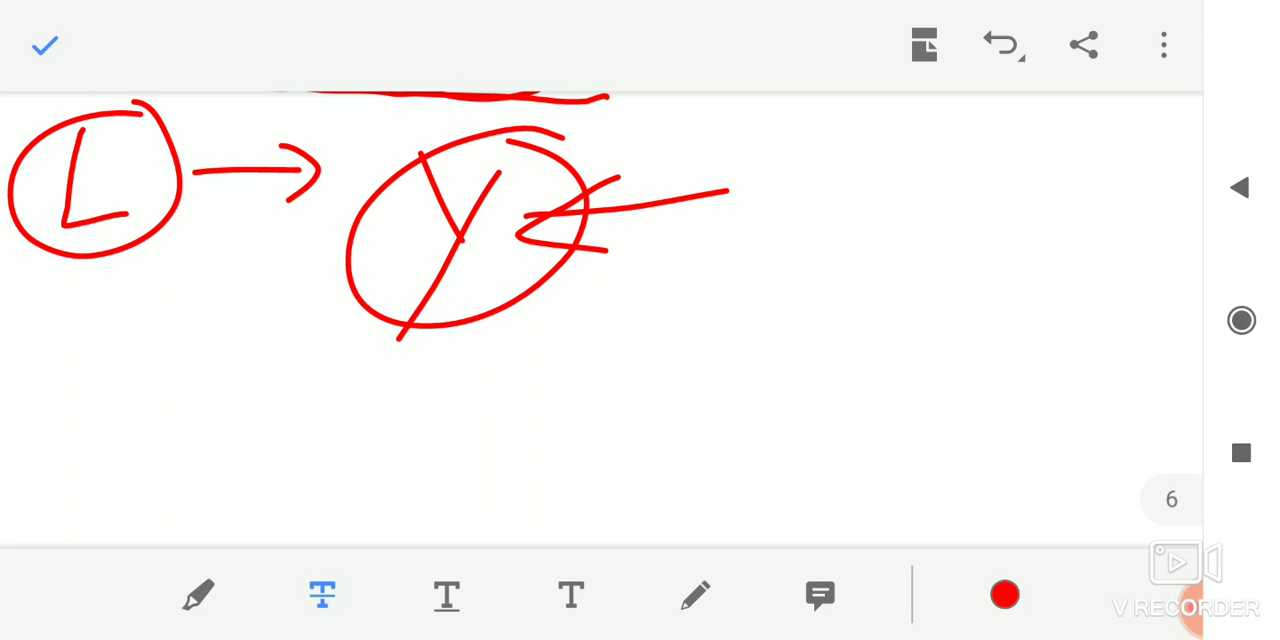 L → Y ←
6
V RECORDER